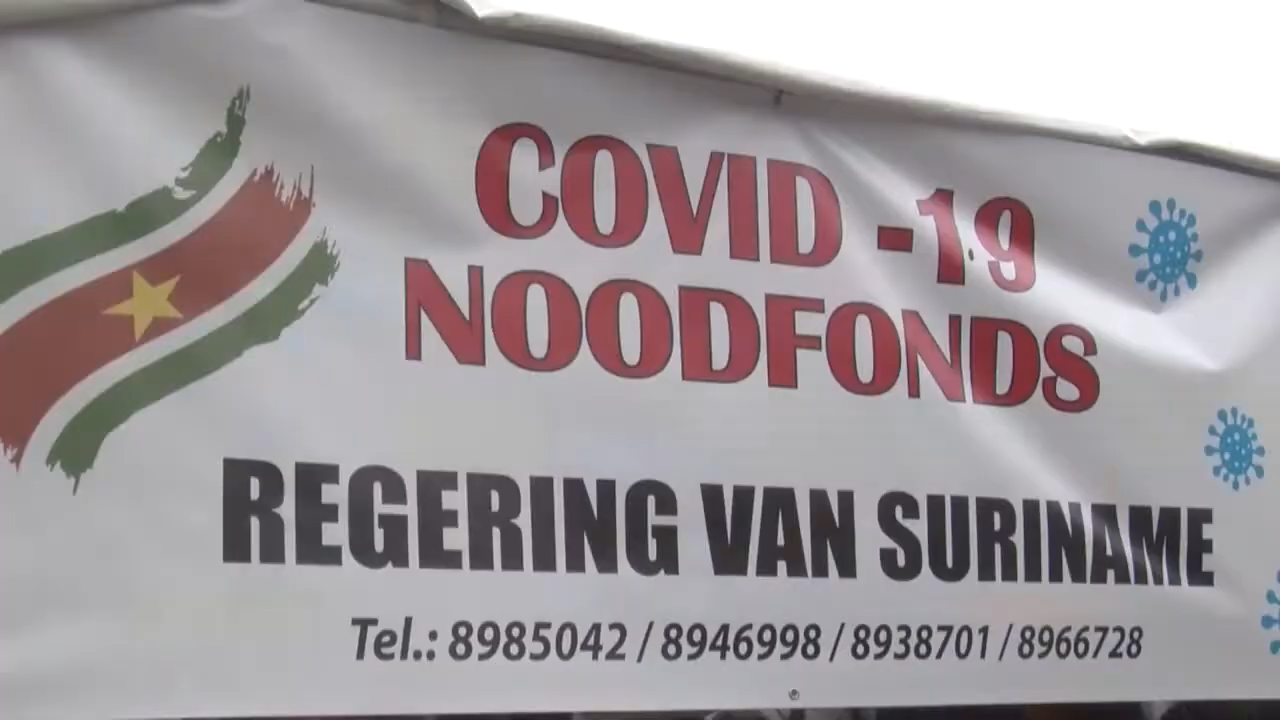 COVID -19
NOODFONDS
REGERING VAN SURINAME
Tel.: 8985042 / 8946998 / 8938701 / 8966728